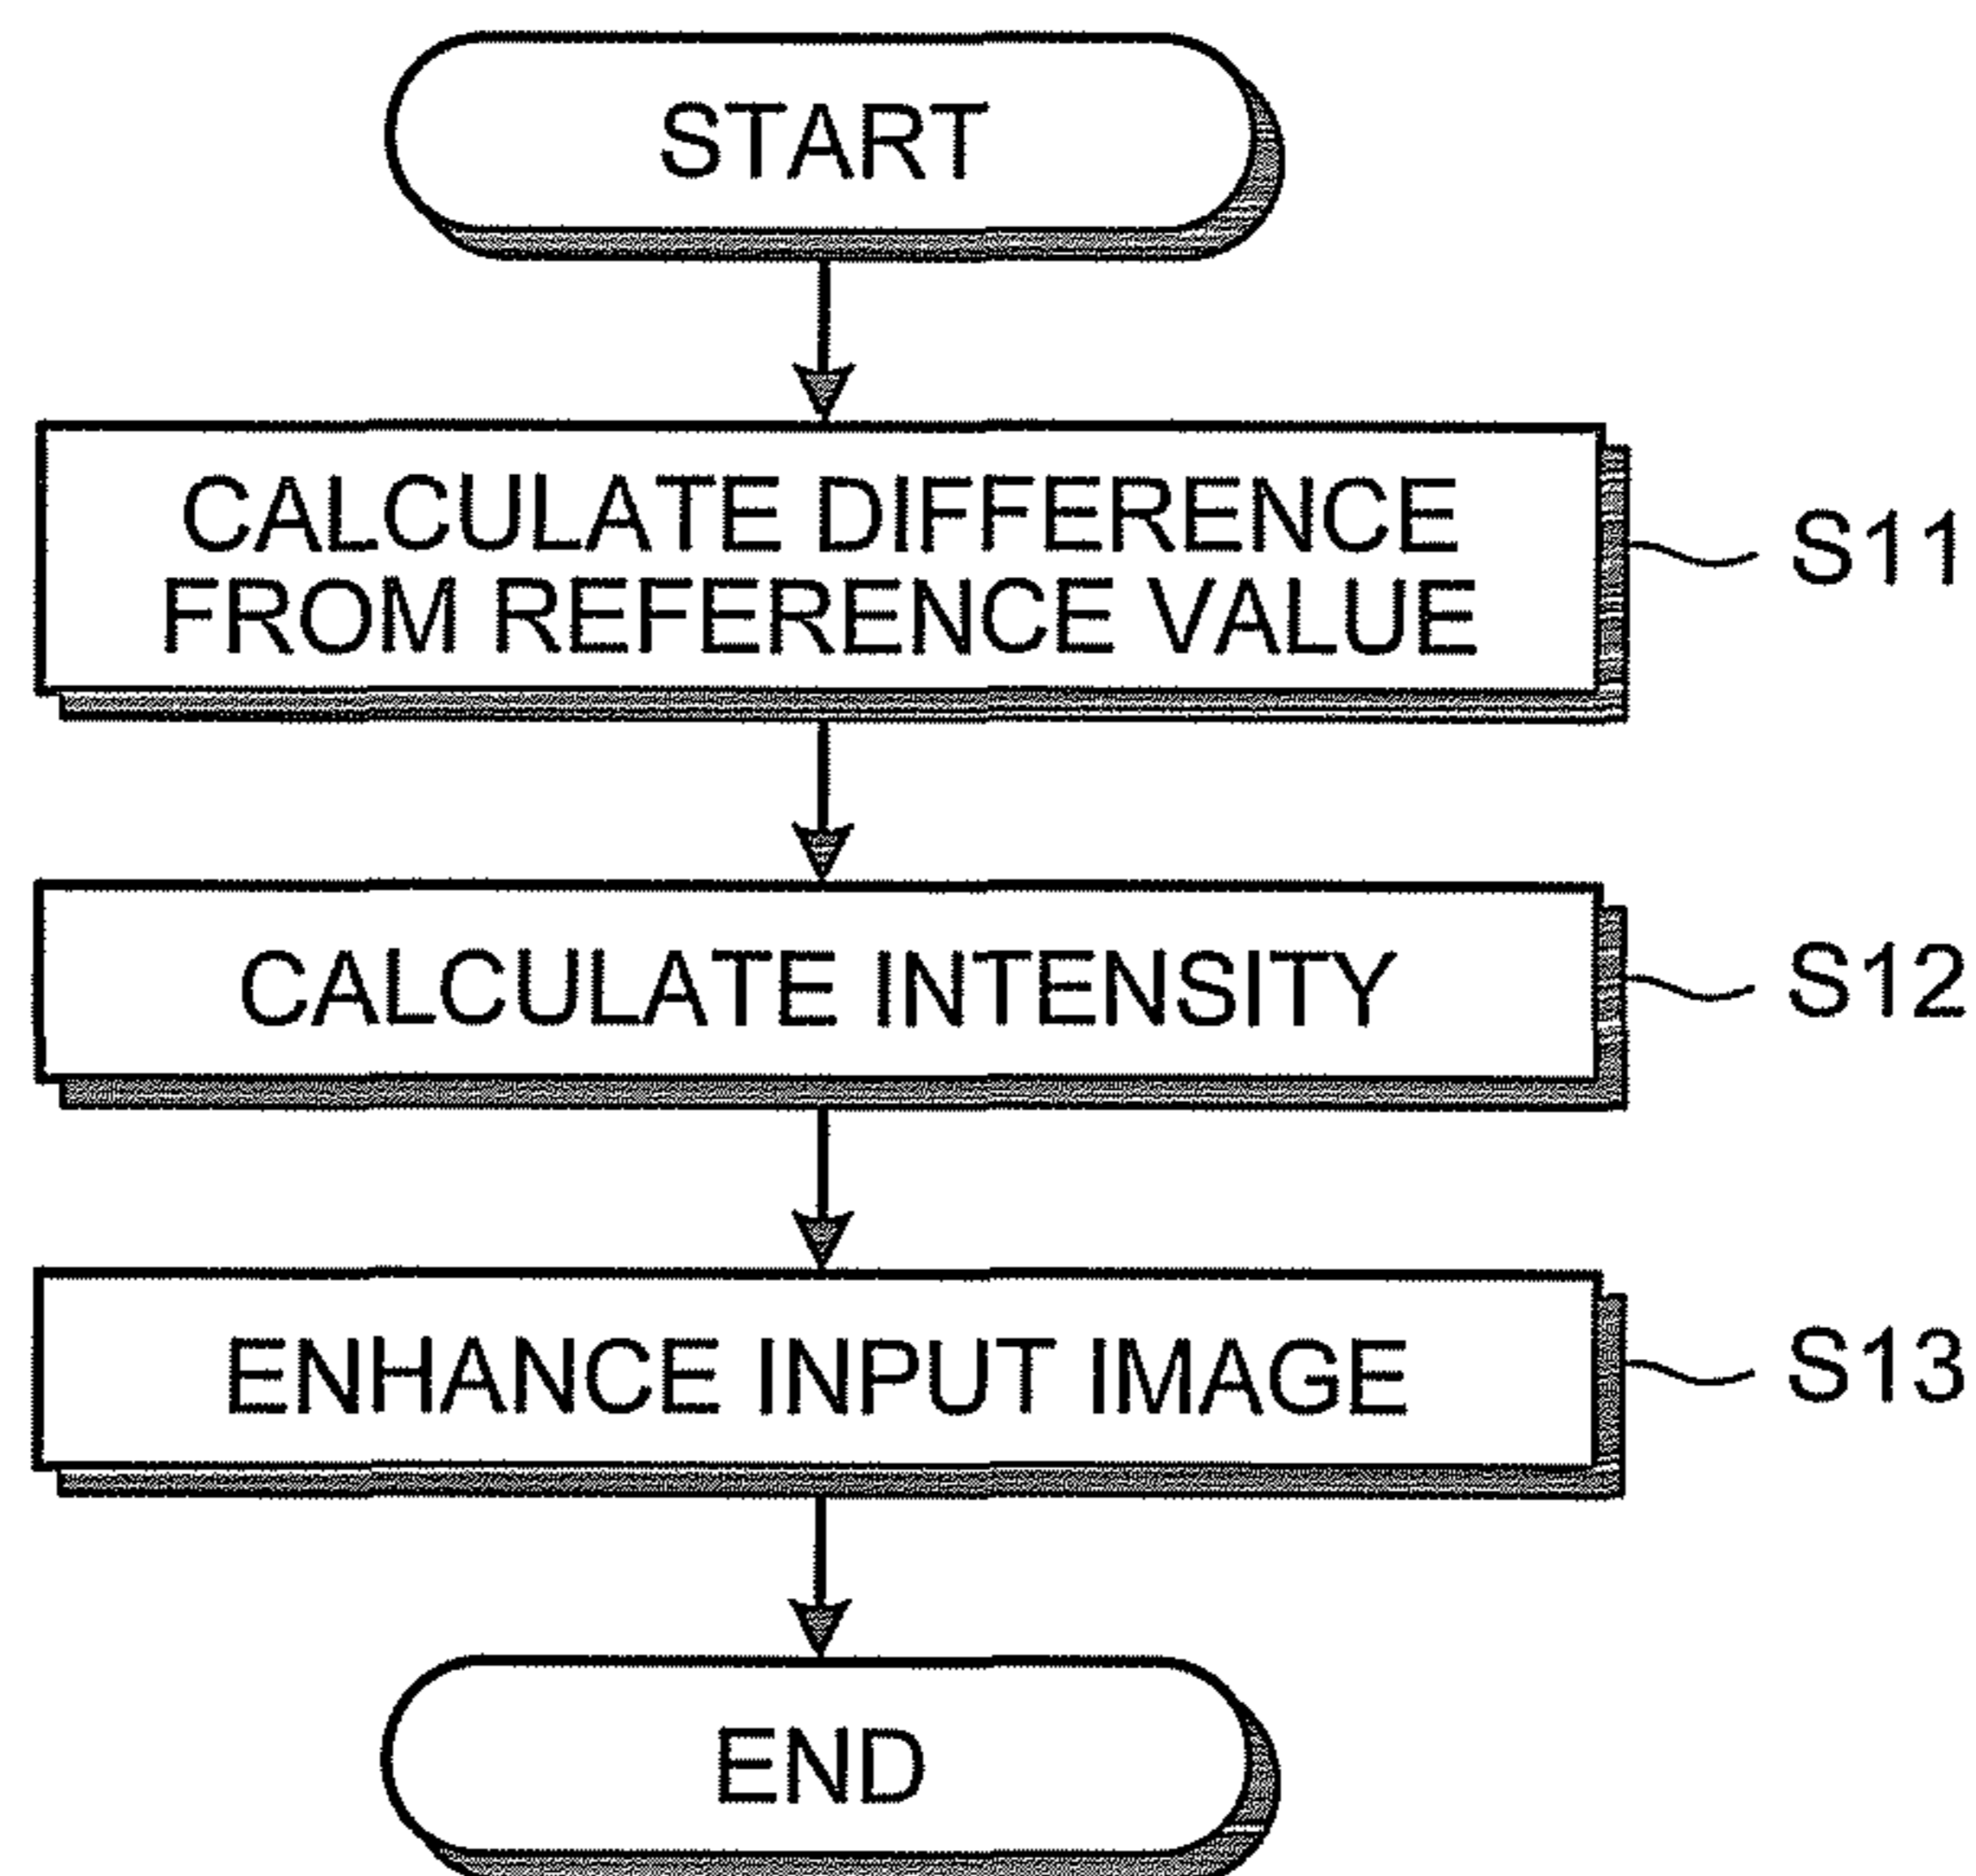 START
CALCULATE DIFFERENCE
FROM REFERENCE VALUE
S11
CALCULATE INTENSITY
S12
ENHANCE INPUT IMAGE
S13
END